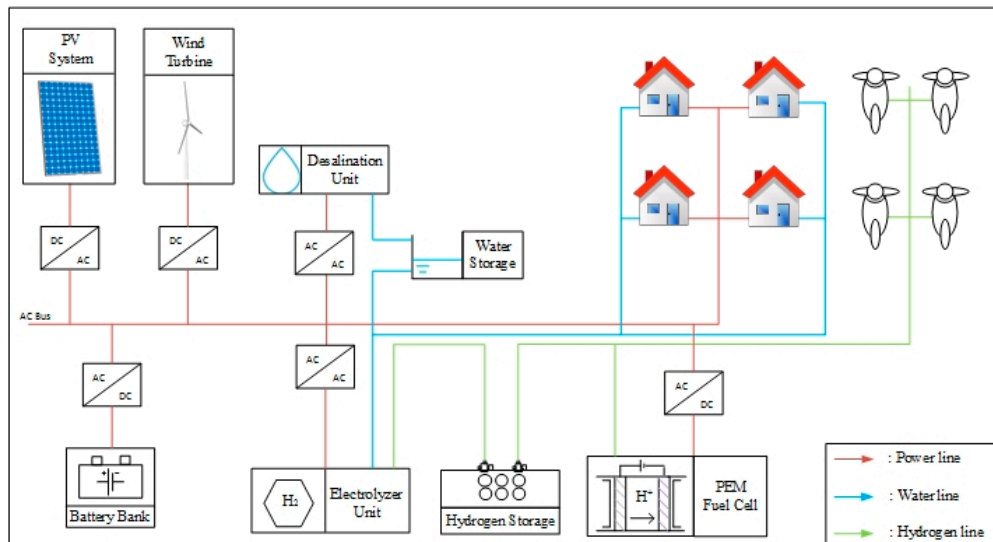 PV
System
Wind
Turbine
Desalination
Unit
DC
AC
DC
AC
AC
AC
Water
Storage
AC Bus
AC
DC
AC
AC
AC
DC
Battery Bank
H2
Electrolyzer
Unit
Hydrogen Storage
H+
PEM
Fuel Cell
: Power line
: Water line
: Hydrogen line